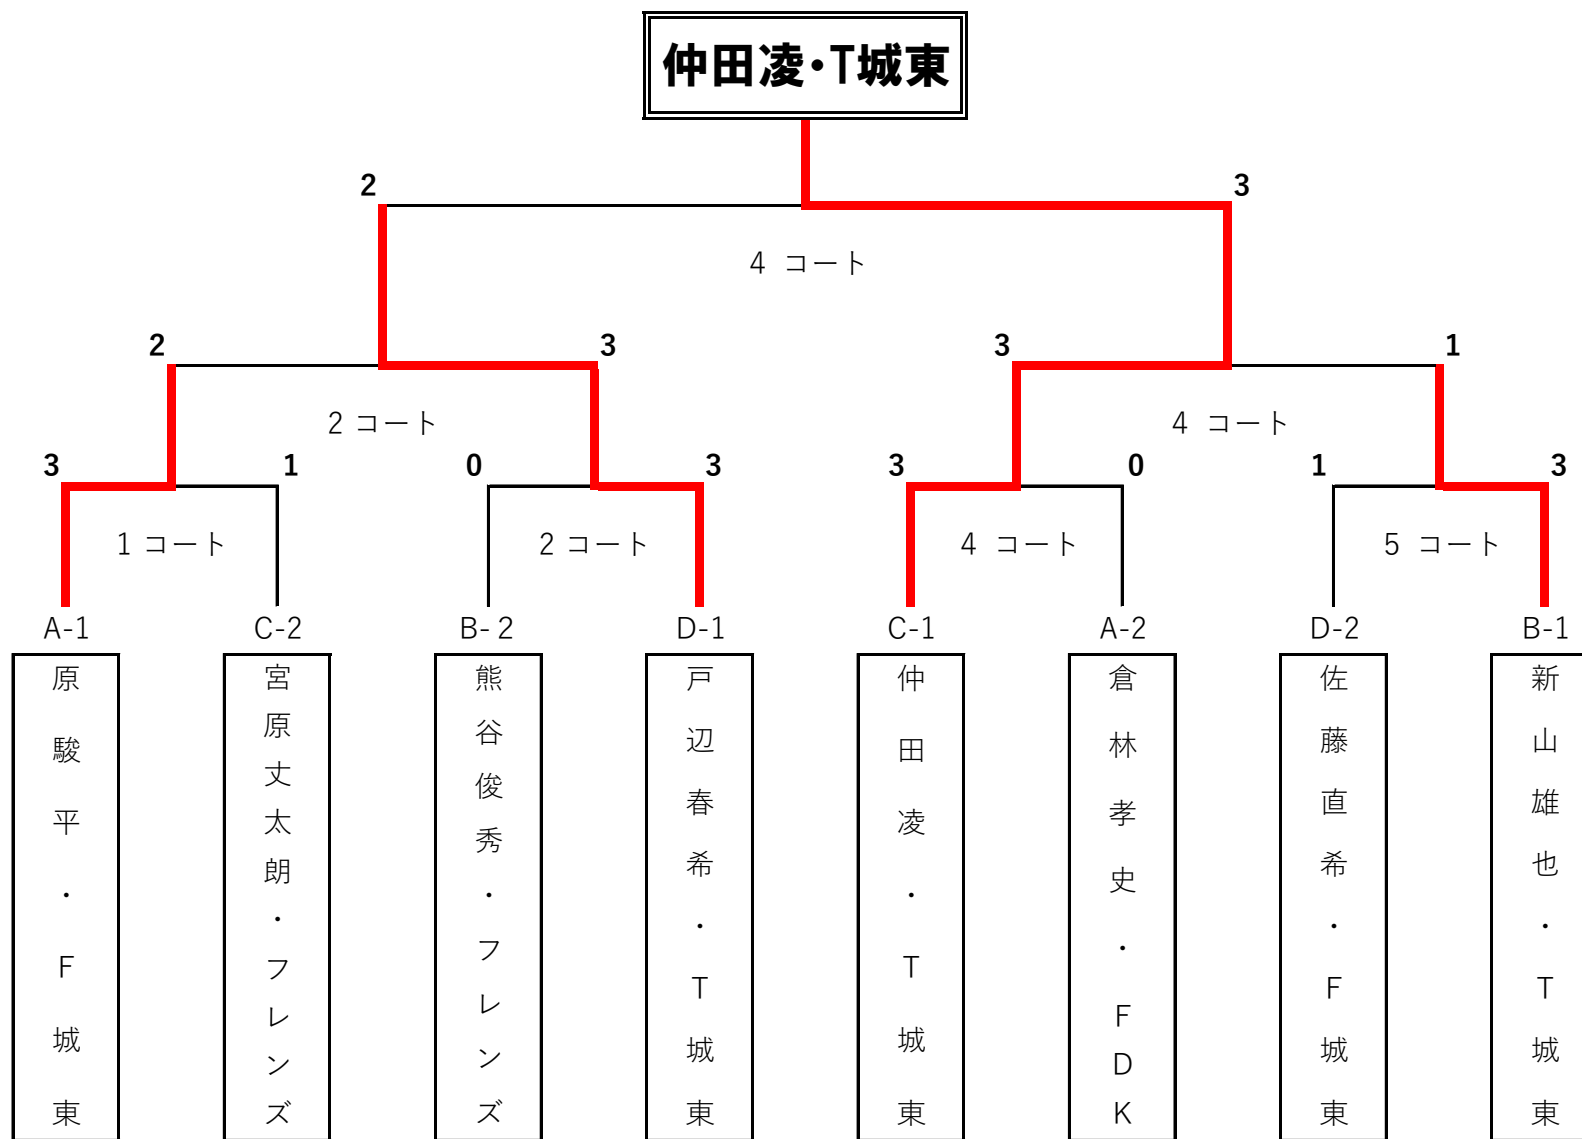 仲田凌・T城東
2 3
4 コート
2 3 3 1
2 コート 4 コート
3 1 0 3 3 0 1 3
1 コート 2 コート 4 コート 5 コート
A-1 C-2 B- 2 D-1 C-1 A-2 D-2 B-1
原駿平・F城東
宮原丈太朗・フレンズ
熊谷俊秀・フレンズ
戸辺春希・T城東
仲田凌・T城東
倉林孝史・FDK
佐藤直希・F城東
新山雄也・T城東